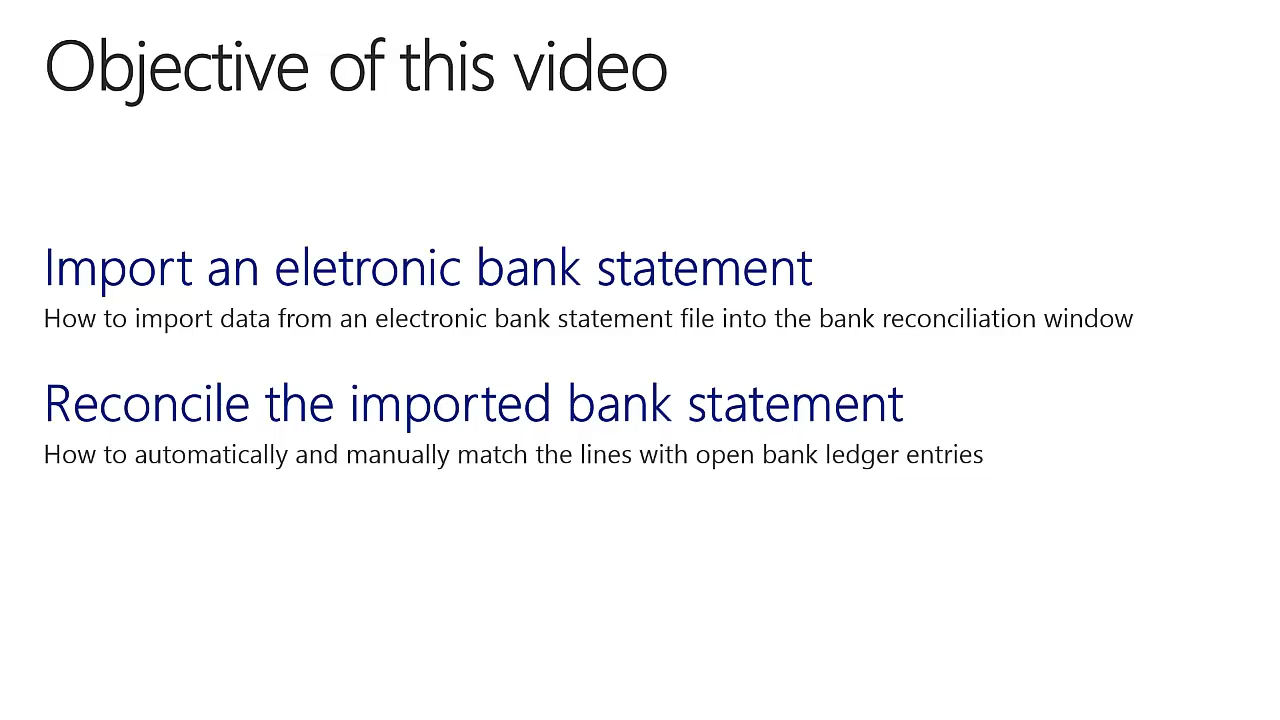 Objective of this video
Import an eletronic bank statement
How to import data from an electronic bank statement file into the bank reconciliation window
Reconcile the imported bank statement
How to automatically and manually match the lines with open bank ledger entries